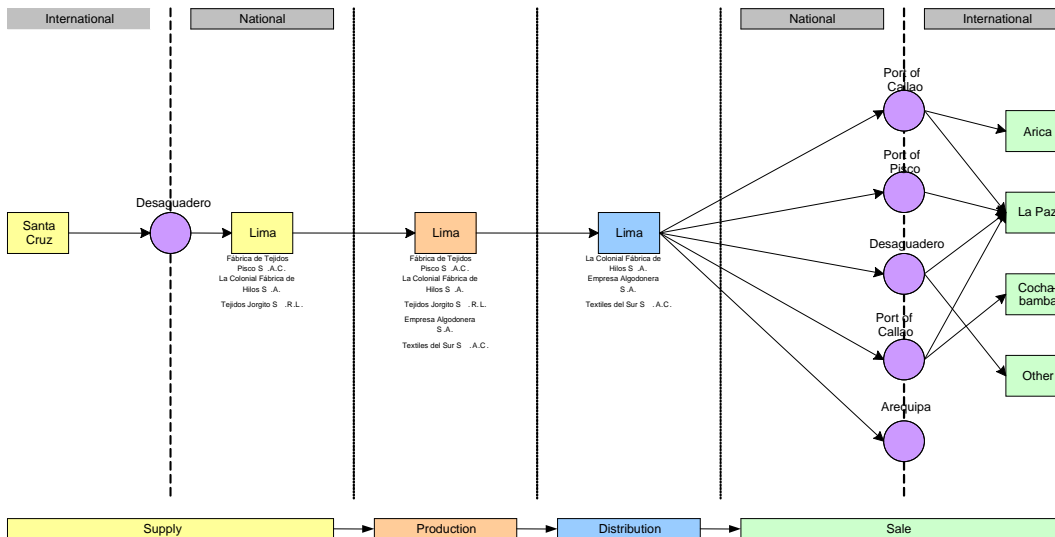 International
National
National
International
Port of
Callao
Arica
Port of
Pisco
Desaguadero
Santa
Cruz
Lima
Lima
Lima
La Paz
Fábrica de Tejidos
Pisco S .A.C.
La Colonial Fábrica de
Hilos S .A.
Tejidos Jorgito S .R.L.
Fábrica de Tejidos
Pisco S .A.C.
La Colonial Fábrica de
Hilos S .A.
Tejidos Jorgito S .R.L.
Empresa Algodonera
S.A.
Textiles del Sur S .A.C.
La Colonial Fábrica de
Hilos S .A.
Empresa Algodonera
S.A.
Textiles del Sur S .A.C.
Desaguadero
Cocha-
bamba
Port of
Callao
Other
Arequipa
Supply
Production
Distribution
Sale